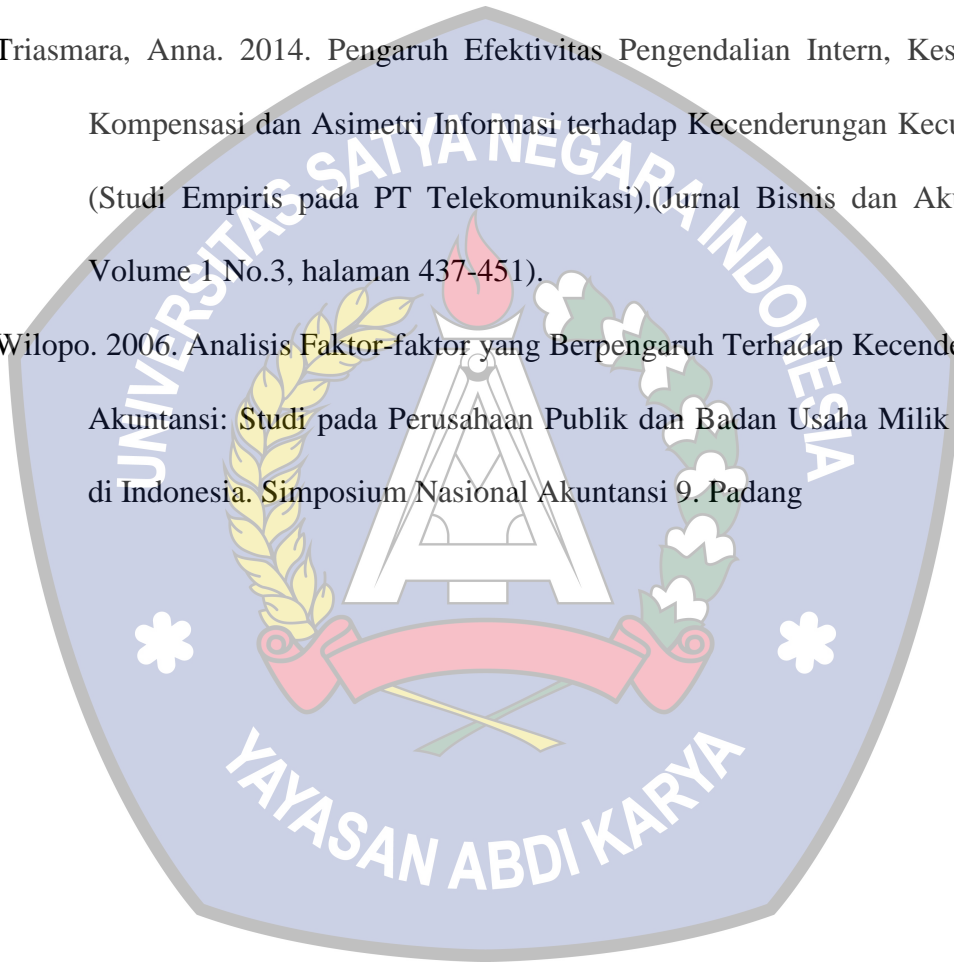 Triasmara, Anna. 2014. Pengaruh Efektivitas Pengendalian Intern, Kes
Kompensasi dan Asimetri Informasi terhadap Kecenderungan Kecu
(Studi Empiris pada PT Telekomunikasi).(Jurnal Bisnis dan Aku
Volume 1 No.3, halaman 437-451).
Wilopo. 2006. Analisis Faktor-faktor yang Berpengaruh Terhadap Kecende
Akuntansi: Studi pada Perusahaan Publik dan Badan Usaha Milik
di Indonesia. Simposium Nasional Akuntansi 9. Padang
UNIVERSITAS SATYA NEGARA INDONESIA
YAYASAN ABDI KARYA